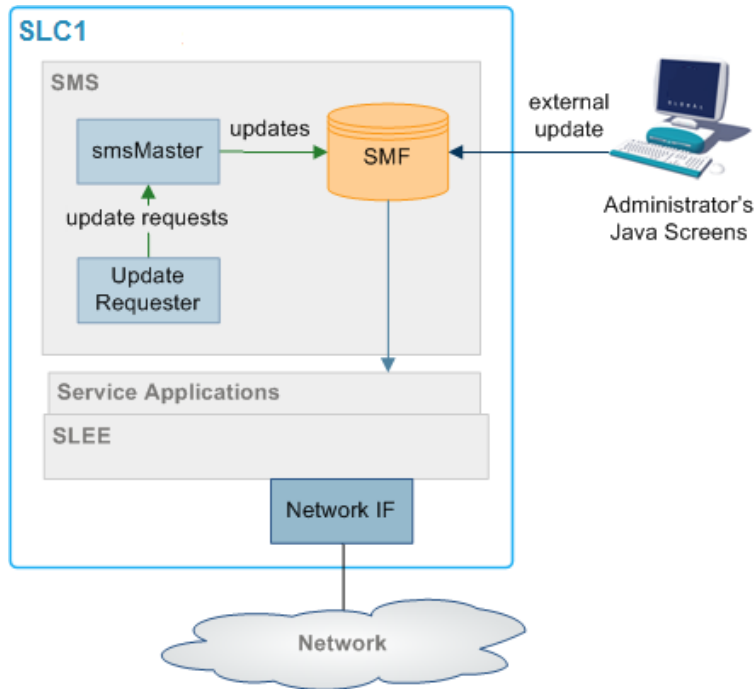 SLC1
SMS
smsMaster
updates
SMF
external
update
GLOBAL
Administrator's
Java Screens
update requests
Update
Requester
Service Applications
SLEE
Network IF
Network